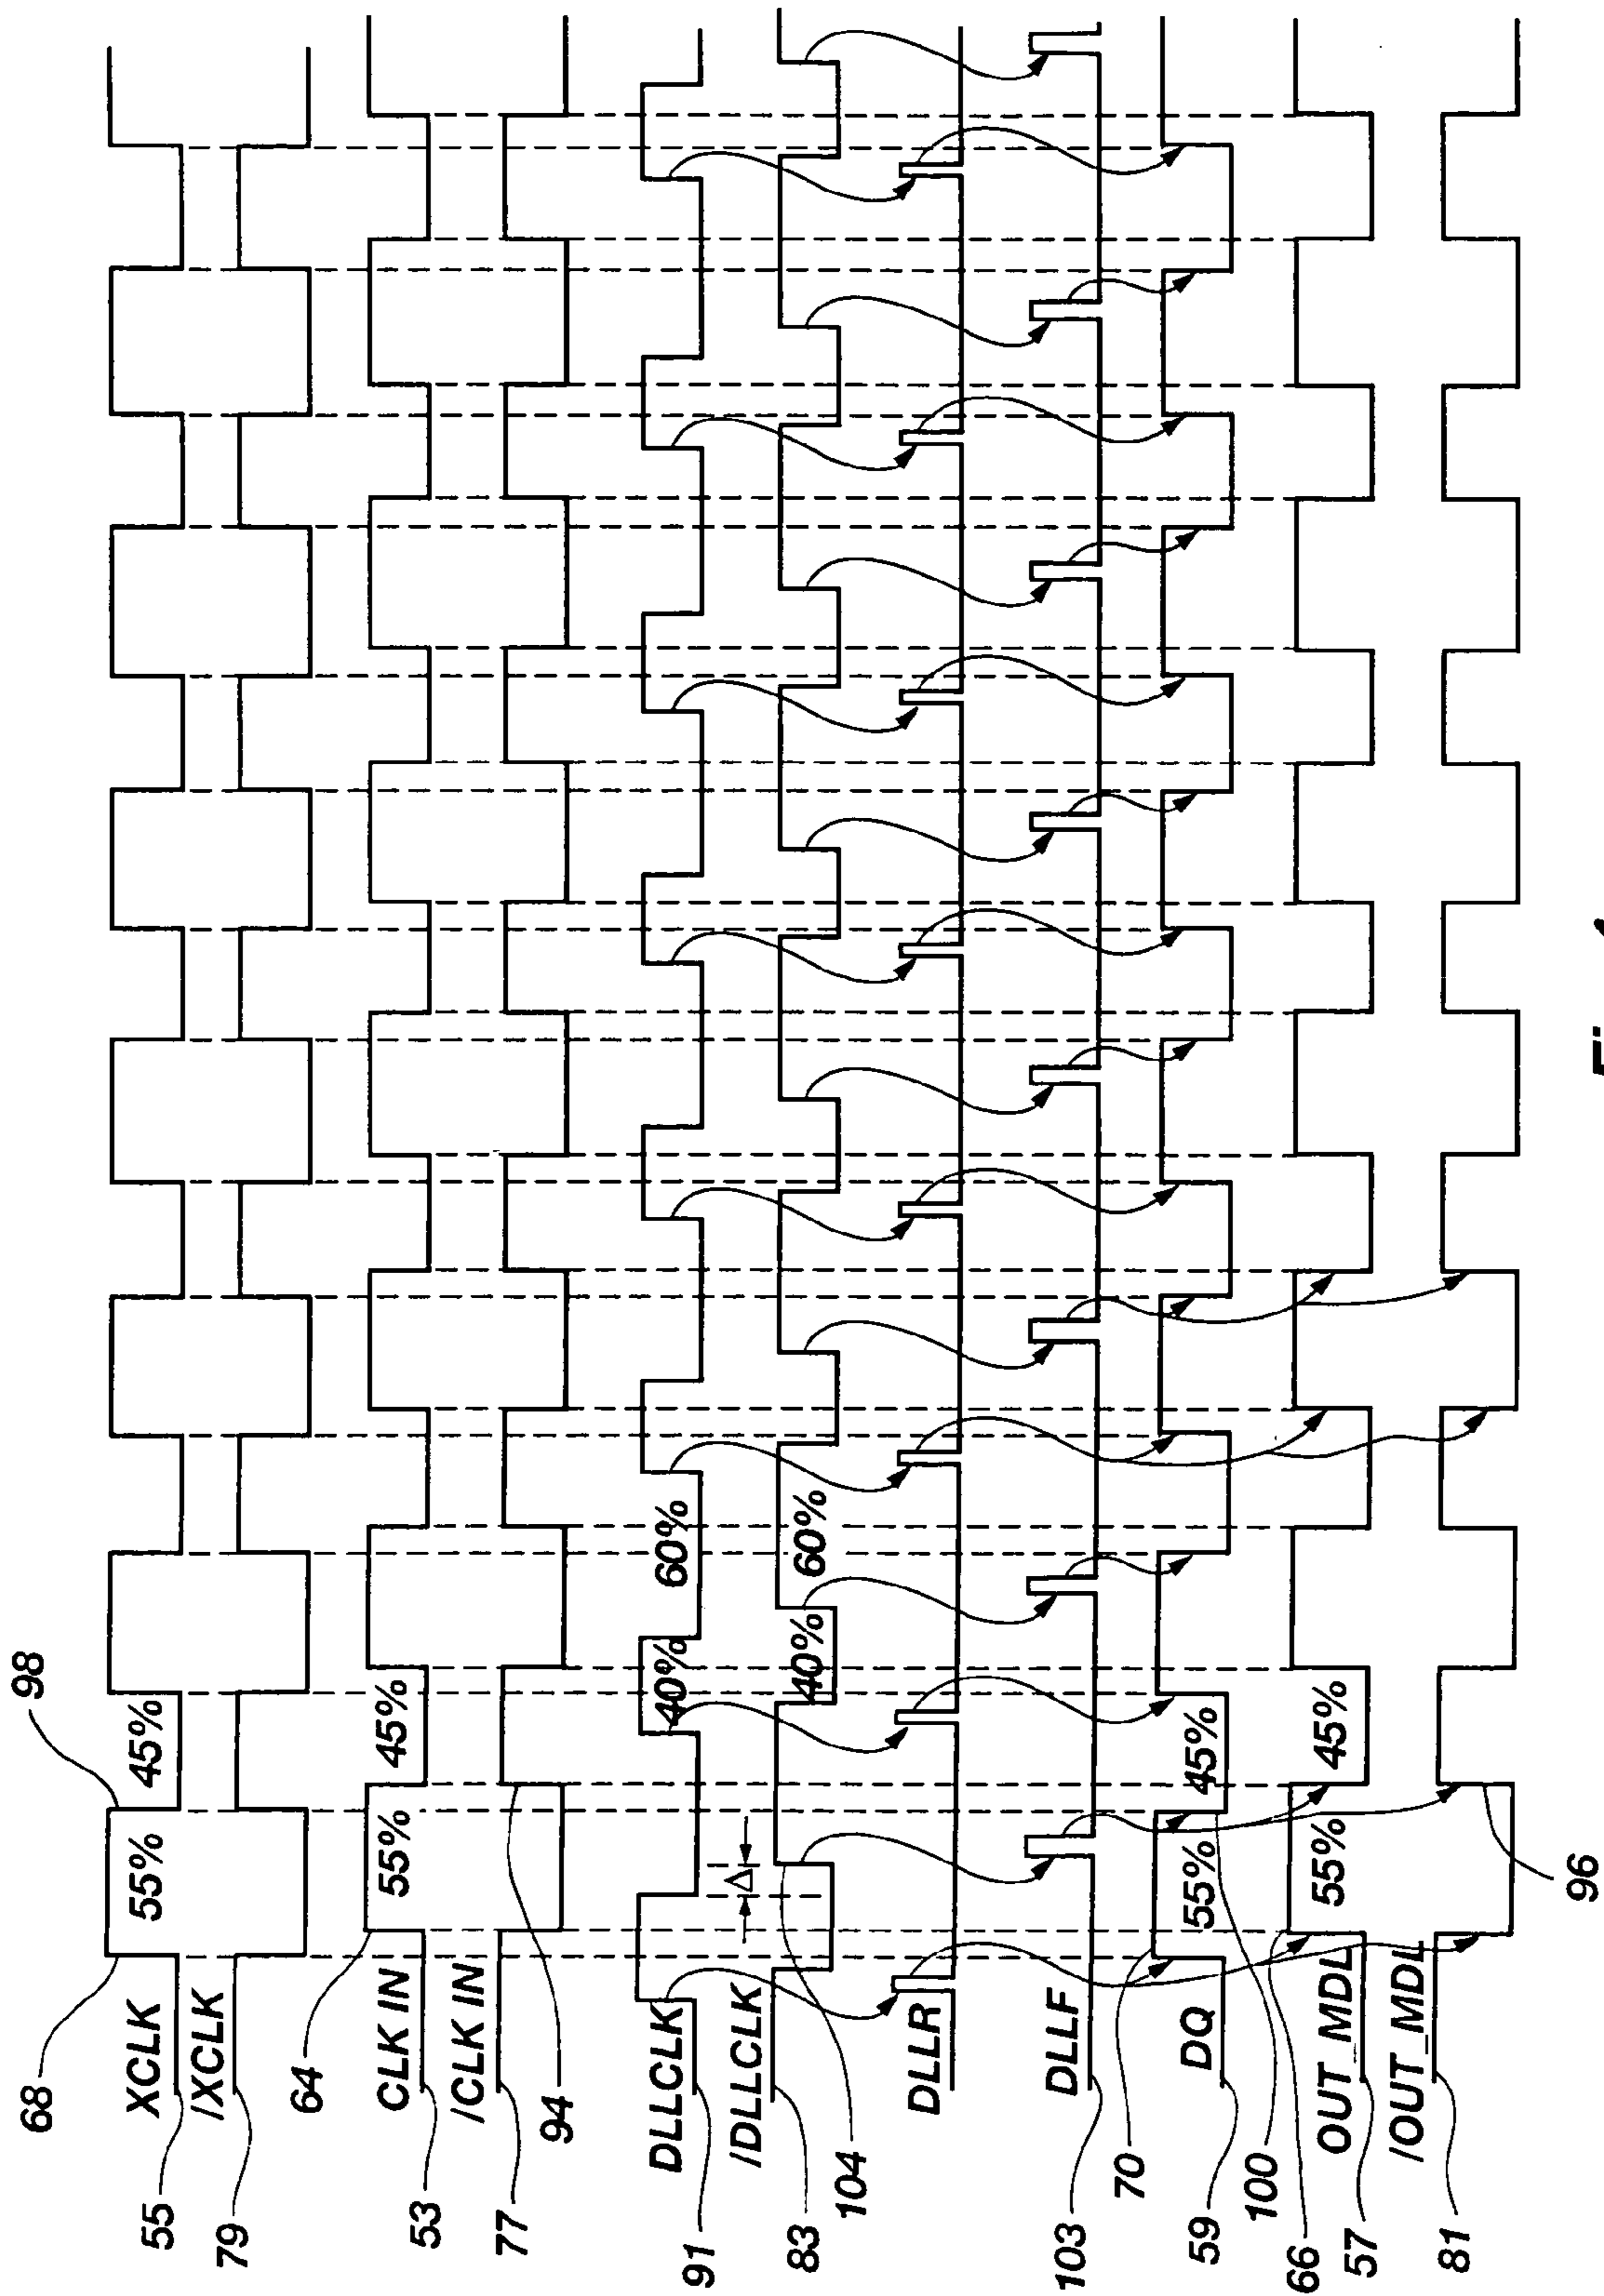 68
98
55
XCLK
55%
45%
79
/XCLK
64
53
CLK IN
55%
45%
77
/CLK IN
94
91
DLLCLK
40%
60%
Δ
83
/DLLCLK
40%
60%
104
DLLR
103
DLLF
70
59
DQ
55%
45%
100
66
57
OUT_MDL
55%
45%
81
/OUT_MDL
96